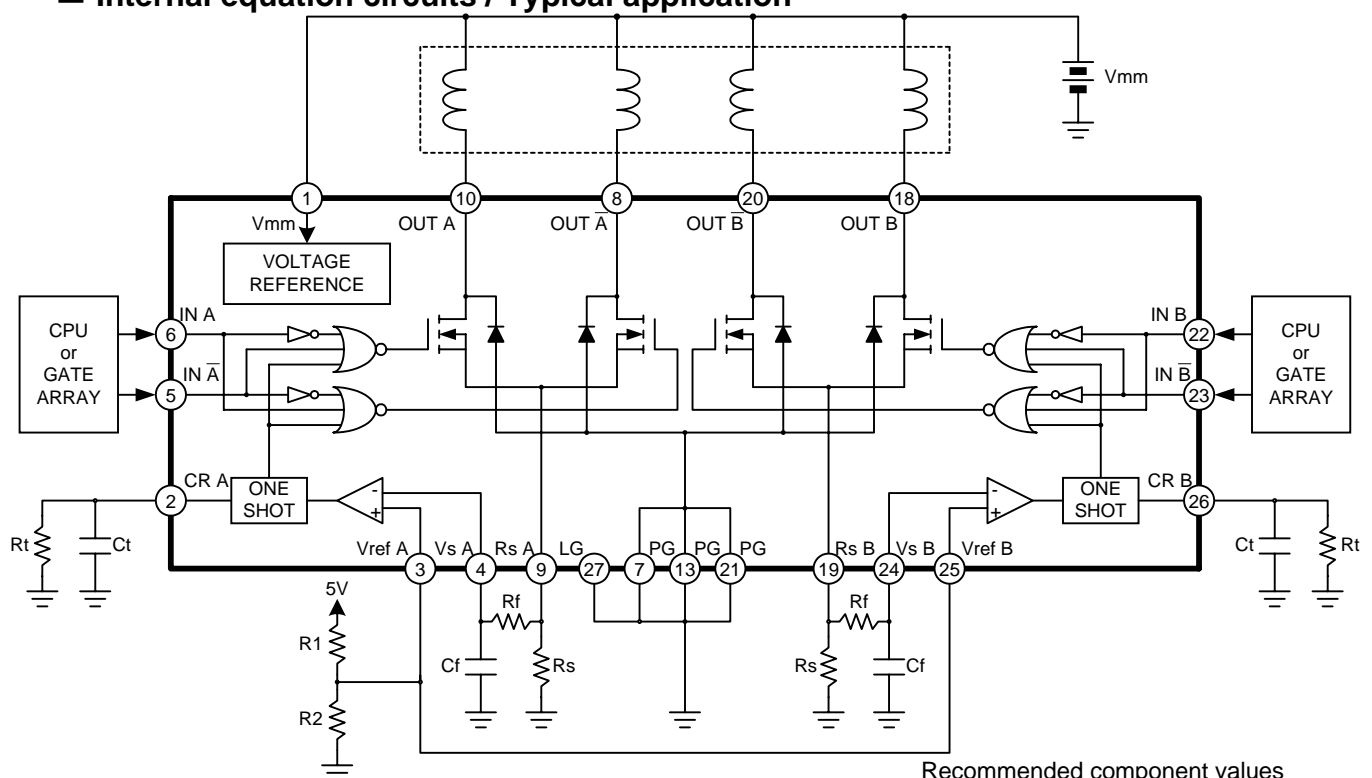 Internal equation circuits / Typical application
Vmm
1
10
8
20
18
Vmm
OUT A
OUT A̅
OUT B̅
OUT B
VOLTAGE
REFERENCE
CPU
or
GATE
ARRAY
IN A
6
IN A̅
5
IN B
22
IN B̅
23
CPU
or
GATE
ARRAY
CR A
2
ONE
SHOT
-
+
-
+
ONE
SHOT
CR B
26
Rt
Ct
Ct
Rt
Vref A
Vs A
Rs A
LG
PG
PG
PG
Rs B
Vs B
Vref B
3
4
9
27
7
13
21
19
24
25
5V
R1
R2
Rf
Cf
Rs
Rf
Rs
Cf
Recommended component values